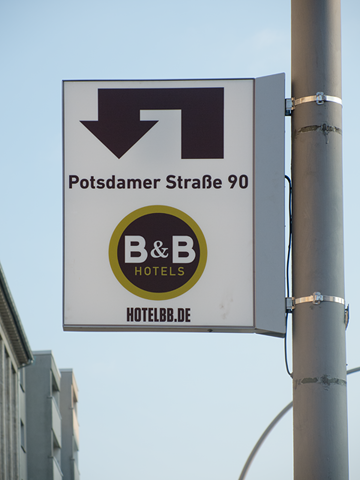 Potsdamer Straße 90
B&B
HOTELS
HOTELBB.DE